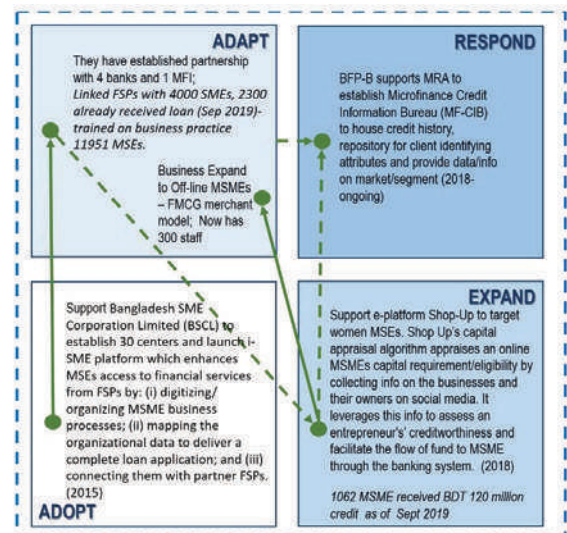 ADAPT
They have established partnership
with 4 banks and 1 MFI;
Linked FSPs with 4000 SMEs, 2300
already received loan (Sep 2019)-
trained on business practice
11951 MSEs.
Business Expand
to Off-line MSMEs
– FMCG merchant
model; Now has
300 staff
RESPOND
BFP-B supports MRA to
establish Microfinance Credit
Information Bureau (MF-CIB)
to house credit history,
repository for client identifying
attributes and provide data/info
on market/segment (2018-
ongoing)
Support Bangladesh SME
Corporation Limited (BSCL) to
establish 30 centers and launch i-
SME platform which enhances
MSEs access to financial services
from FSPs by: (i) digitizing/
organizing MSME business
processes; (ii) mapping the
organizational data to deliver a
complete loan application; and (iii)
connecting them with partner FSPs.
(2015)
ADOPT
EXPAND
Support e-platform Shop-Up to target
women MSEs. Shop Up's capital
appraisal algorithm appraises an online
MSMEs capital requirement/eligibility by
collecting info on the businesses and
their owners on social media. It
leverages this info to assess an
entrepreneur' creditworthiness and
facilitate the flow of fund to MSME
through the banking system. (2018)
1062 MSME received BDT 120 million
credit as of Sept 2019